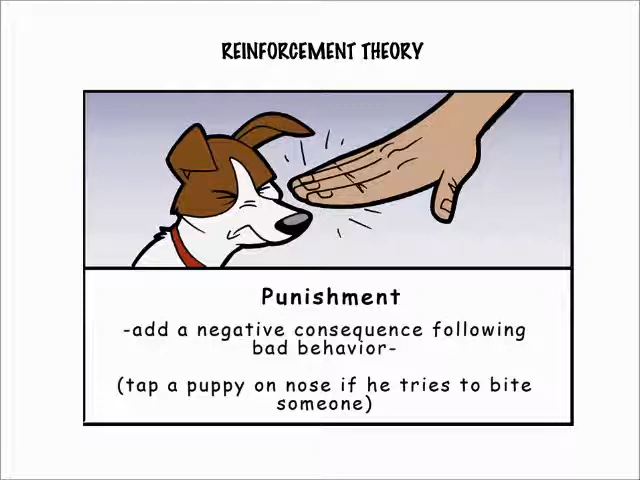 REINFORCEMENT THEORY
Punishment
-add a negative consequence following
bad behavior-
(tap a puppy on nose if he tries to bite
someone)